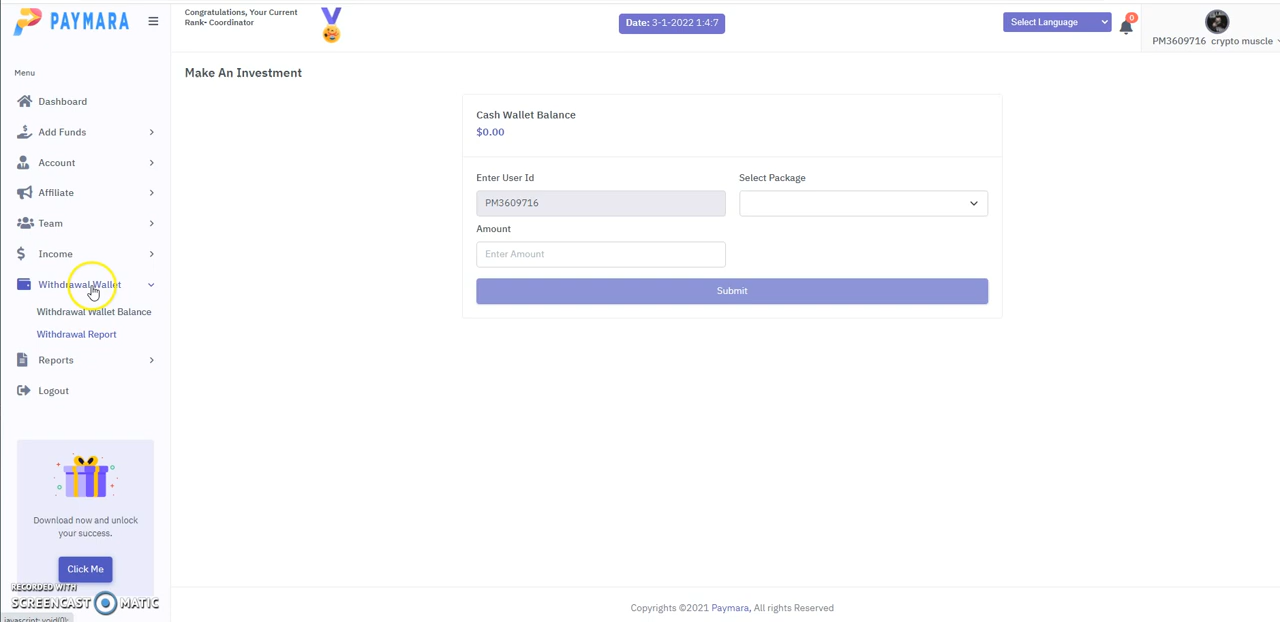 PAYMARA
Congratulations, Your Current
Rank- Coordinator
Date: 3-1-2022 1:4:7
Select Language
0
PM3609716 crypto muscle
Menu
Dashboard
Add Funds
Account
Affiliate
Team
Income
Withdrawal Wallet
Withdrawal Wallet Balance
Withdrawal Report
Reports
Logout
Download now and unlock
your success.
Click Me
RECORDED WITH
SCREENCAST MATIC
javascript: void(0);
Make An Investment
Cash Wallet Balance
$0.00
Enter User Id
Select Package
PM3609716
Amount
Enter Amount
Submit
Copyrights ©2021 Paymara, All rights Reserved